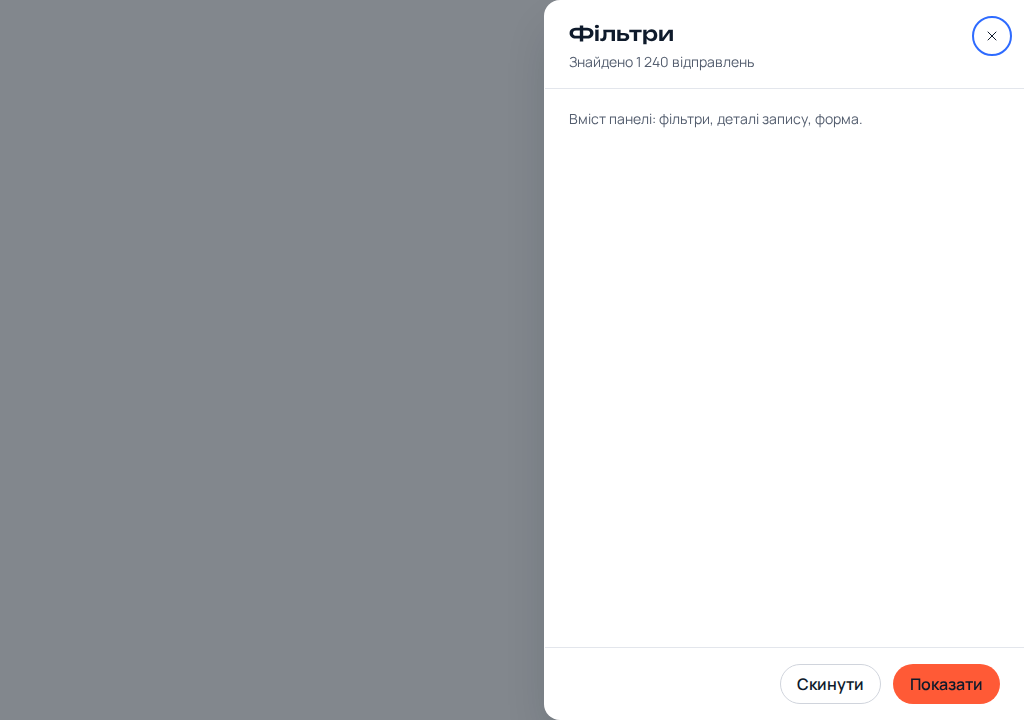 Фільтри
Знайдено 1 240 відправлень
Вміст панелі: фільтри, деталі запису, форма.
Скинути
Показати